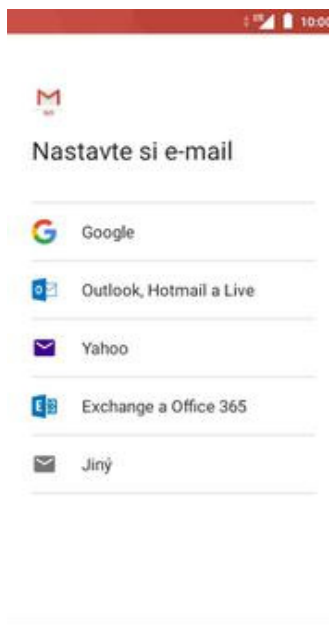 10:00
Nastavte si e-mail
Google
Outlook, Hotmail a Live
Yahoo
Exchange a Office 365
Jiný